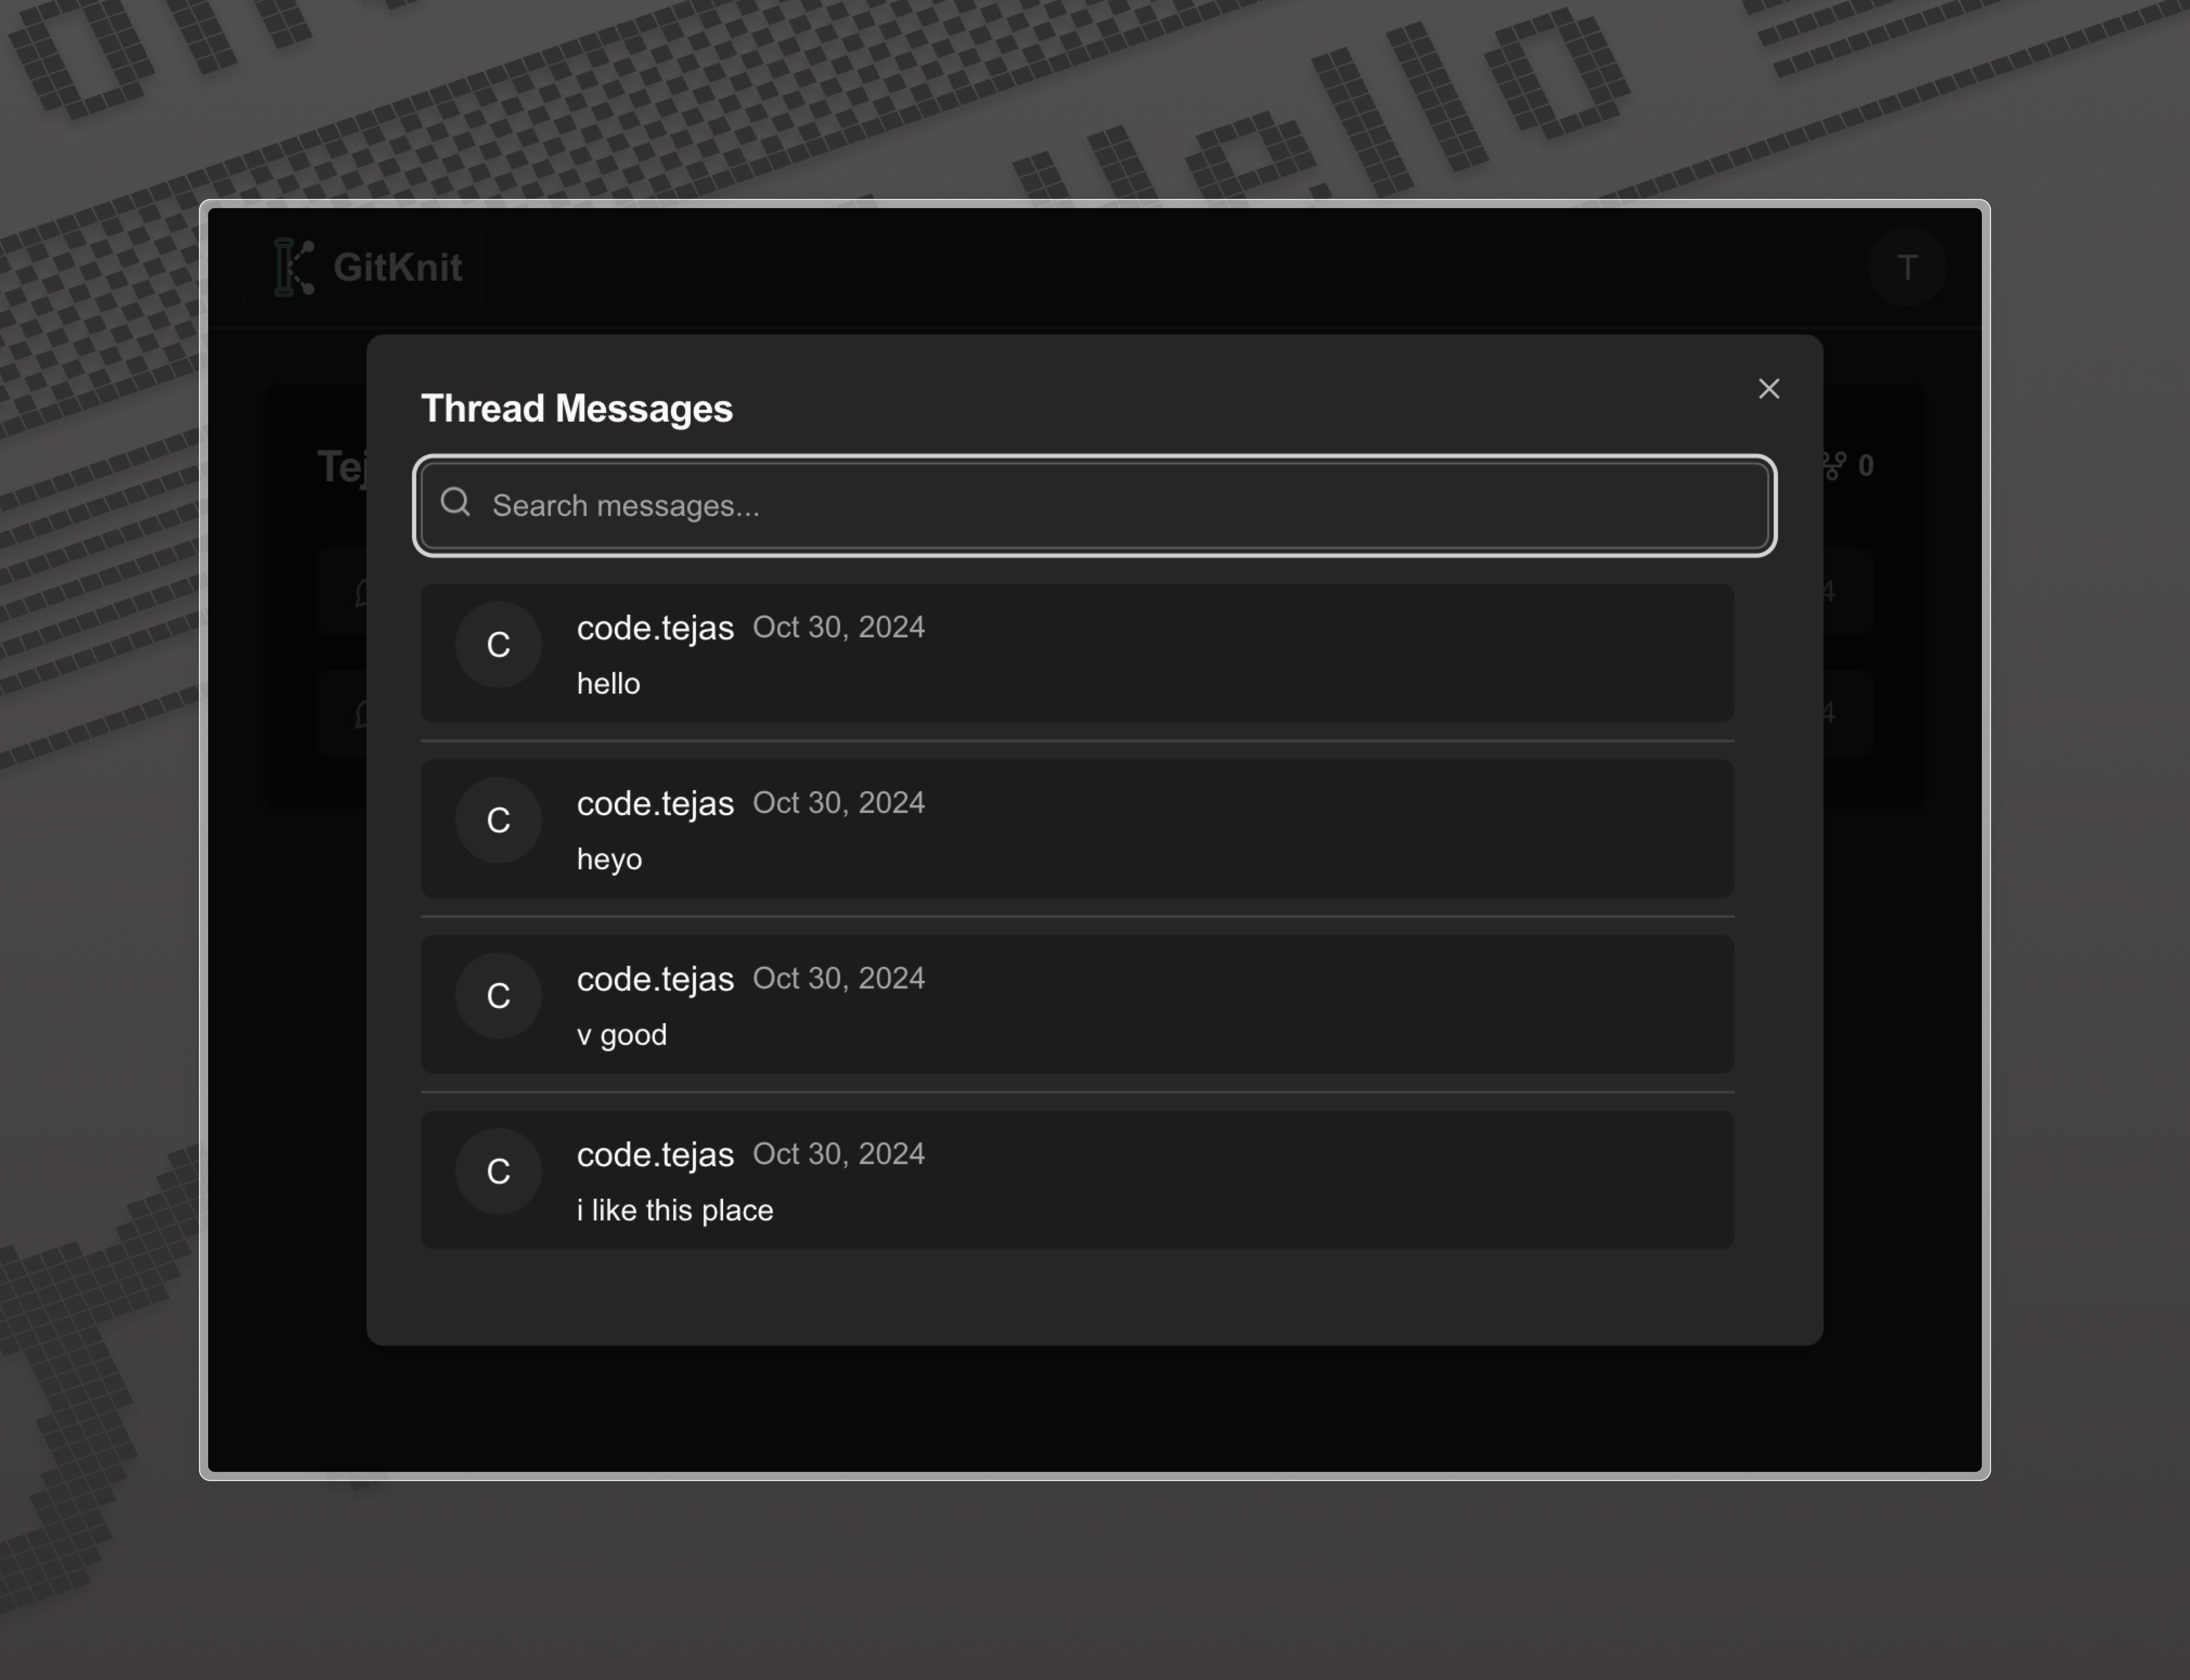 Hello
GitKnit
T
Thread Messages
0
Search messages...
C
code.tejas Oct 30, 2024
hello
C
code.tejas Oct 30, 2024
heyo
C
code.tejas Oct 30, 2024
v good
C
code.tejas Oct 30, 2024
i like this place